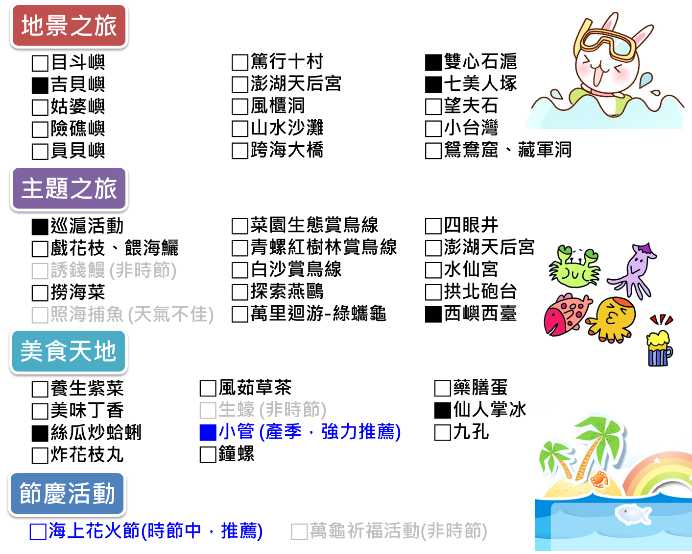 地景之旅
□目斗嶼 □篤行十村 ■雙心石滬
■吉貝嶼 □澎湖天后宮 ■七美人塚
□姑婆嶼 □風櫃洞 □望夫石
□險礁嶼 □山水沙灘 □小台灣
□員貝嶼 □跨海大橋 □鴛鴦窟、藏軍洞
主題之旅
■巡滬活動 □菜園生態賞鳥線 □四眼井
□戲花枝、餵海鱺 □青螺紅樹林賞鳥線 □澎湖天后宮
□誘錢鰻 (非時節) □白沙賞鳥線 □水仙宮
□撈海菜 □探索燕鷗 □拱北砲台
□照海捕魚 (天氣不佳) □萬里迴游-綠蠵龜 ■西嶼西臺
美食天地
□養生紫菜 □風茹草茶 □藥膳蛋
□美味丁香 □生蠔 (非時節) ■仙人掌冰
■絲瓜炒蛤蜊 ■小管 (產季，強力推薦) □九孔
□炸花枝丸 □鐘螺
節慶活動
□海上花火節(時節中，推薦) □萬龜祈福活動(非時節)